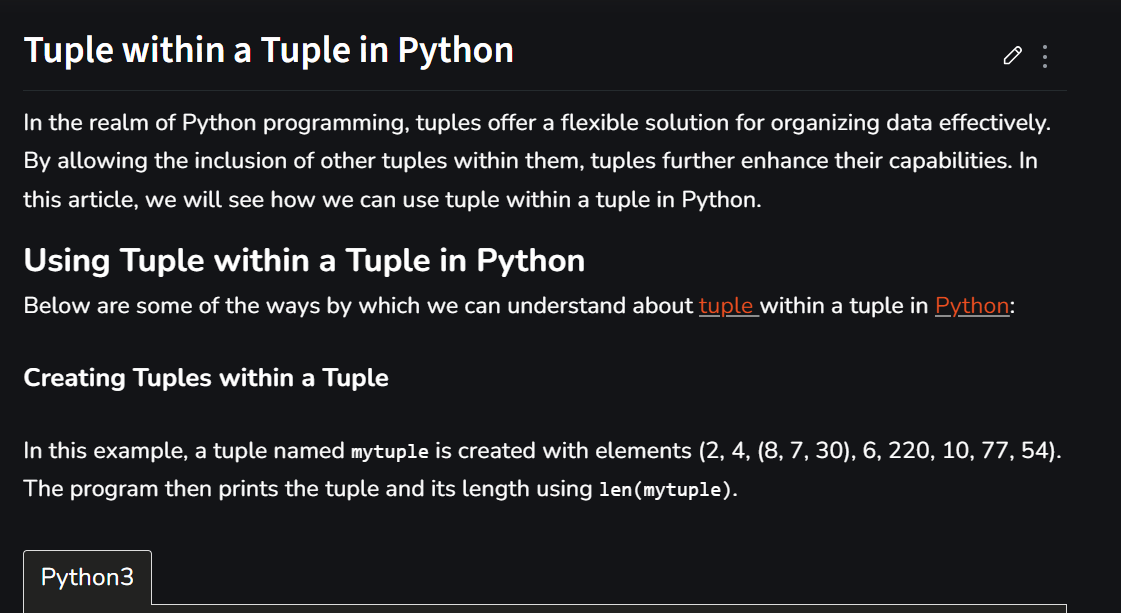 Tuple within a Tuple in Python
In the realm of Python programming, tuples offer a flexible solution for organizing data effectively.
By allowing the inclusion of other tuples within them, tuples further enhance their capabilities. In
this article, we will see how we can use tuple within a tuple in Python.
Using Tuple within a Tuple in Python
Below are some of the ways by which we can understand about tuple within a tuple in Python:
Creating Tuples within a Tuple
In this example, a tuple named mytuple is created with elements (2, 4, (8, 7, 30), 6, 220, 10, 77, 54).
The program then prints the tuple and its length using len(mytuple).
Python3